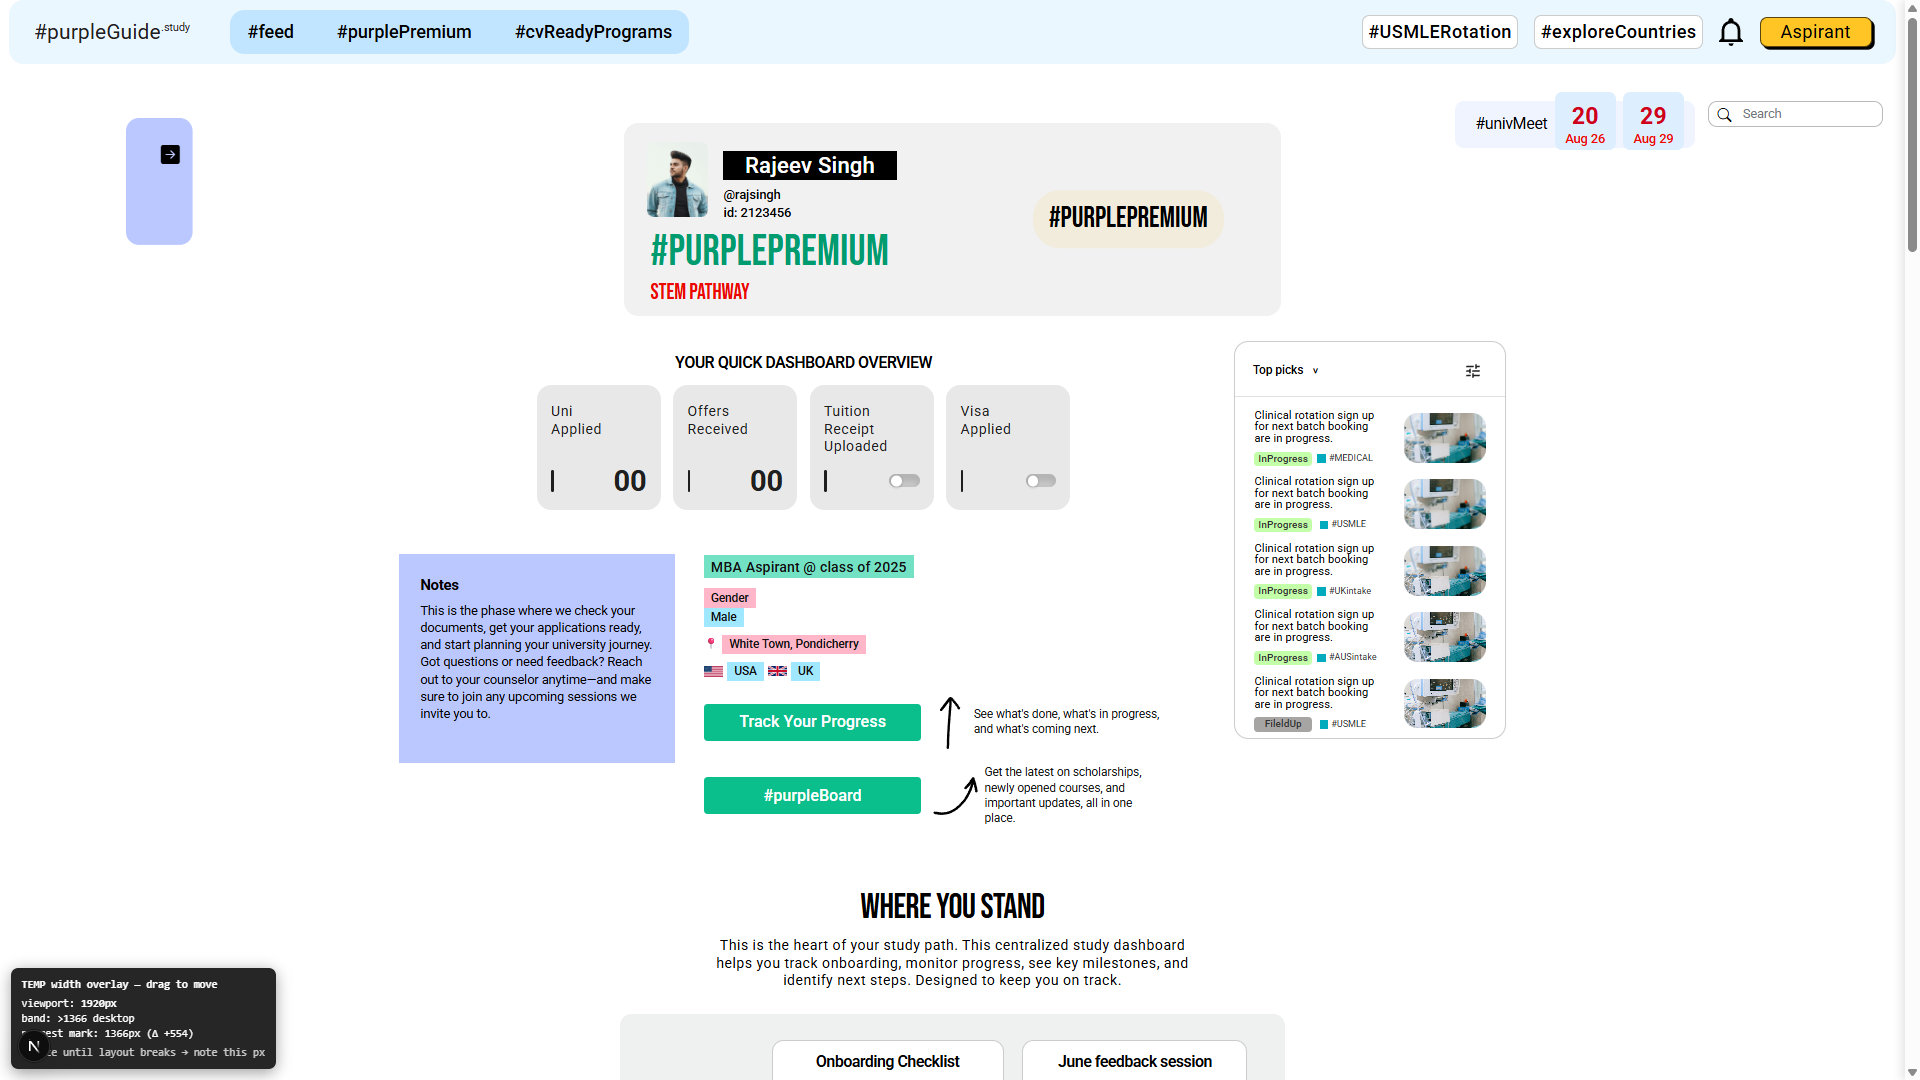 #purpleGuide.study
#feed
#purplePremium
#cvReadyPrograms
#USMLERotation
#exploreCountries
Aspirant
#univMeet
20
Aug 26
29
Aug 29
Search
Rajeev Singh
@rajsingh
id: 2123456
#PURPLEPREMIUM
STEM PATHWAY
#PURPLEPREMIUM
YOUR QUICK DASHBOARD OVERVIEW
Uni
Applied
00
Offers
Received
00
Tuition
Receipt
Uploaded
Visa
Applied
Top picks v
Clinical rotation sign up
for next batch booking
are in progress.
InProgress #MEDICAL
Clinical rotation sign up
for next batch booking
are in progress.
InProgress #USMLE
Clinical rotation sign up
for next batch booking
are in progress.
InProgress #UKintake
Clinical rotation sign up
for next batch booking
are in progress.
InProgress #AUSintake
Clinical rotation sign up
for next batch booking
are in progress.
FileldUp #USMLE
Notes
This is the phase where we check your
documents, get your applications ready,
and start planning your university journey.
Got questions or need feedback? Reach
out to your counselor anytime—and make
sure to join any upcoming sessions we
invite you to.
MBA Aspirant @ class of 2025
Gender
Male
White Town, Pondicherry
USA
UK
Track Your Progress
See what's done, what's in progress,
and what's coming next.
#purpleBoard
Get the latest on scholarships,
newly opened courses, and
important updates, all in one
place.
WHERE YOU STAND
This is the heart of your study path. This centralized study dashboard
helps you track onboarding, monitor progress, see key milestones, and
identify next steps. Designed to keep you on track.
Onboarding Checklist
June feedback session
TEMP width overlay — drag to move
viewport: 1920px
band: >1366 desktop
mark: 1366px (Δ +554)
N
until layout breaks → note this px